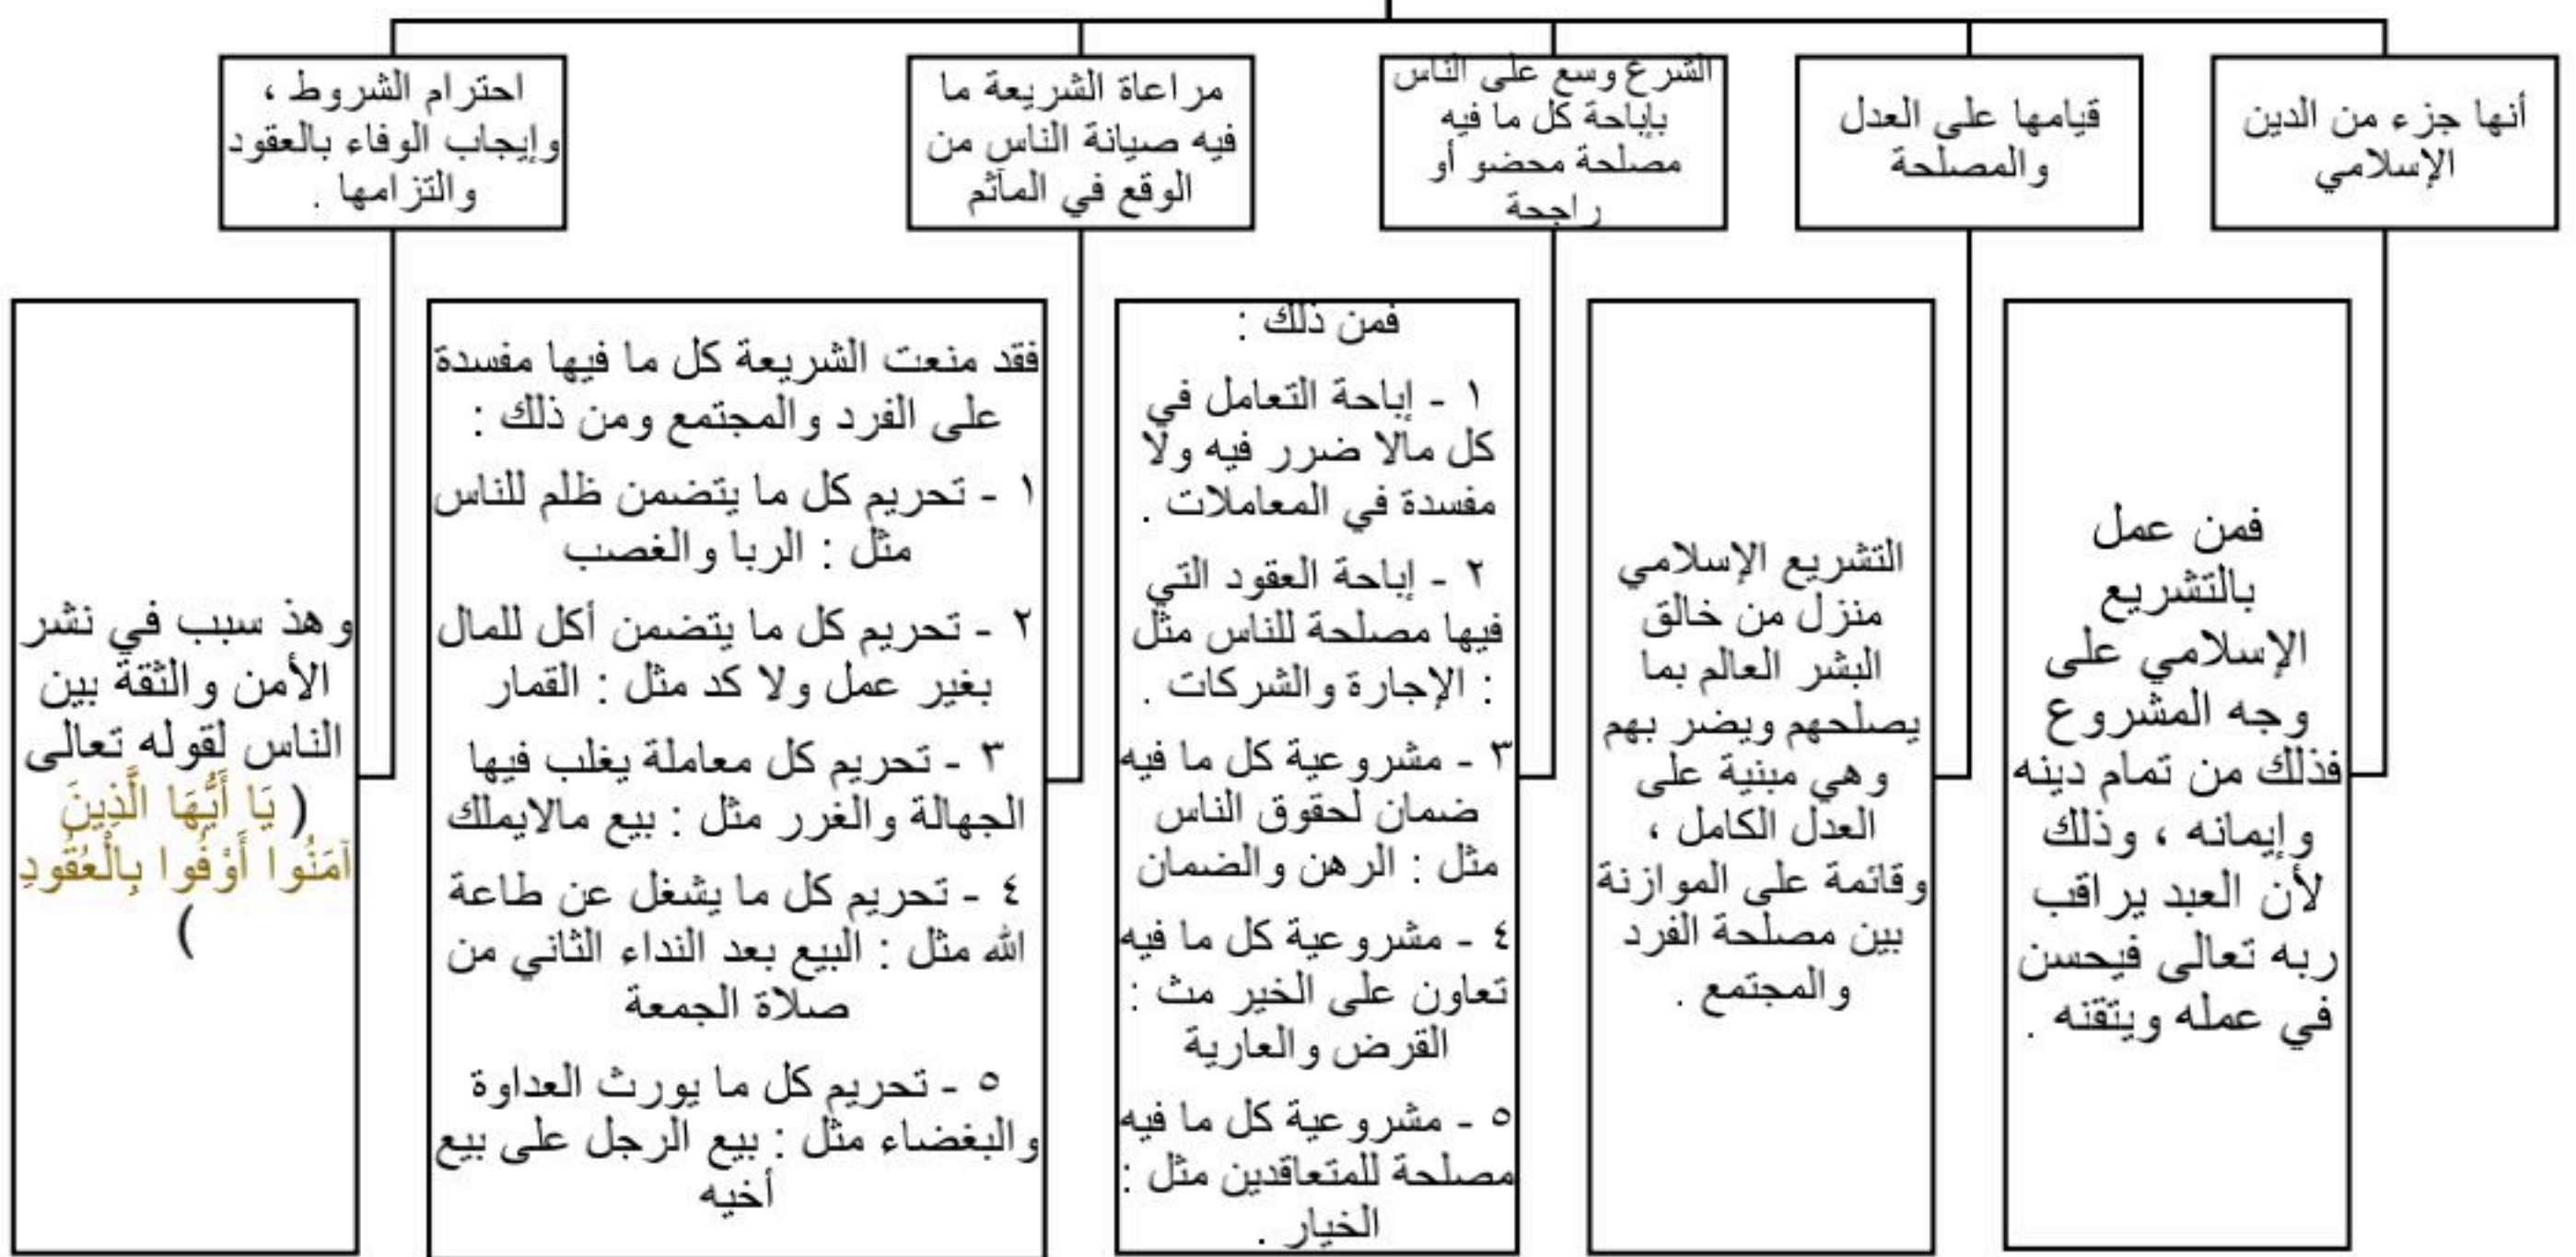 أنها جزء من الدين
الإسلامي
قيامها على العدل
والمصلحة
الشرع وسع على الناس
بإباحة كل ما فيه
مصلحة محضو أو
راجحة
مراعاة الشريعة ما
فيه صيانة الناس من
الوقع في المآثم
احترام الشروط ،
وإيجاب الوفاء بالعقود
والتزامها .
فمن عمل
بالتشريع
الإسلامي على
وجه المشروع
فذلك من تمام دينه
وإيمانه ، وذلك
لأن العبد يراقب
ربه تعالى فيحسن
في عمله ويتقنه .
التشريع الإسلامي
منزل من خالق
البشر العالم بما
يصلحهم ويضر بهم
وهي مبنية على
العدل الكامل ،
وقائمة على الموازنة
بين مصلحة الفرد
والمجتمع .
فمن ذلك :
١ - إباحة التعامل في
كل مالا ضرر فيه ولا
مفسدة في المعاملات .
٢ - إباحة العقود التي
فيها مصلحة للناس مثل
: الإجارة والشركات .
٣ - مشروعية كل ما فيه
ضمان لحقوق الناس
مثل : الرهن والضمان
٤ - مشروعية كل ما فيه
تعاون على الخير مث :
القرض والعارية
٥ - مشروعية كل ما فيه
مصلحة للمتعاقدين مثل :
الخيار .
فقد منعت الشريعة كل ما فيها مفسدة
على الفرد والمجتمع ومن ذلك :
١ - تحريم كل ما يتضمن ظلم للناس
مثل : الربا والغصب
٢ - تحريم كل ما يتضمن أكل للمال
بغير عمل ولا كد مثل : القمار
٣ - تحريم كل معاملة يغلب فيها
الجهالة والغرر مثل : بيع مالايملك
٤ - تحريم كل ما يشغل عن طاعة
الله مثل : البيع بعد النداء الثاني من
صلاة الجمعة
٥ - تحريم كل ما يورث العداوة
والبغضاء مثل : بيع الرجل على بيع
أخيه
وهذ سبب في نشر
الأمن والثقة بين
الناس لقوله تعالى
( يَا أَيُّهَا الَّذِينَ
آمَنُوا أَوْفُوا بِالْعُقُودِ
)